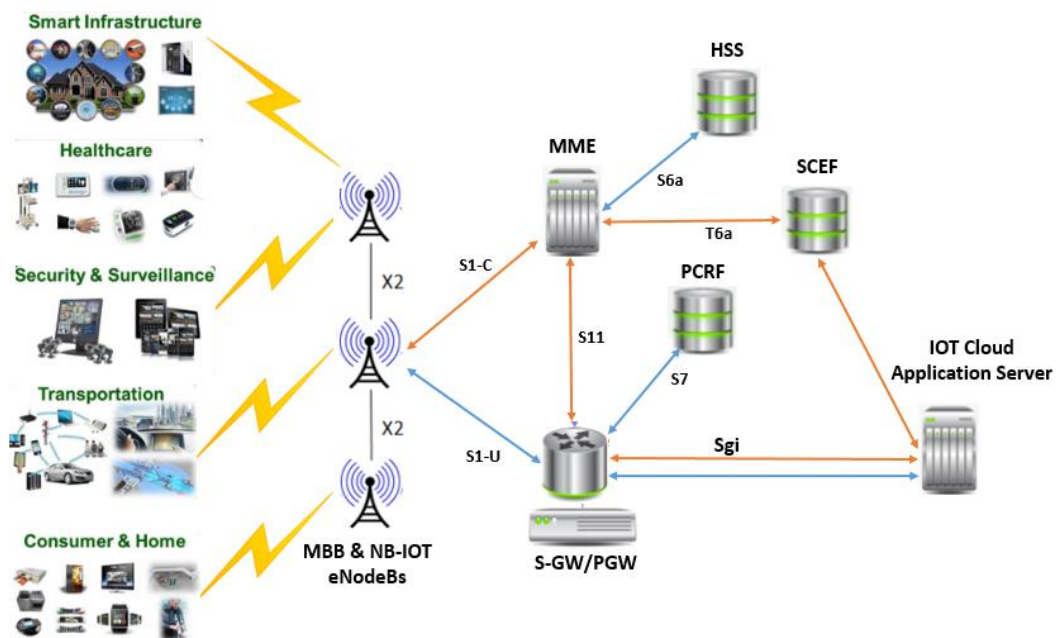 Smart Infrastructure
Healthcare
Security & Surveillance
Transportation
Consumer & Home
X2
X2
MBB & NB-IOT
eNodeBs
S1-C
S1-U
MME
HSS
S6a
T6a
SCEF
S11
PCRF
S7
Sgi
S-GW/PGW
IOT Cloud
Application Server